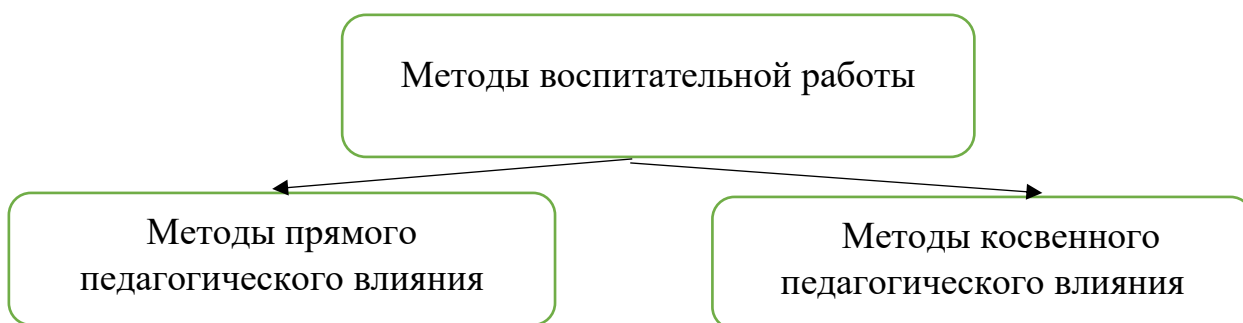 Методы воспитательной работы
Методы прямого
педагогического влияния
Методы косвенного
педагогического влияния